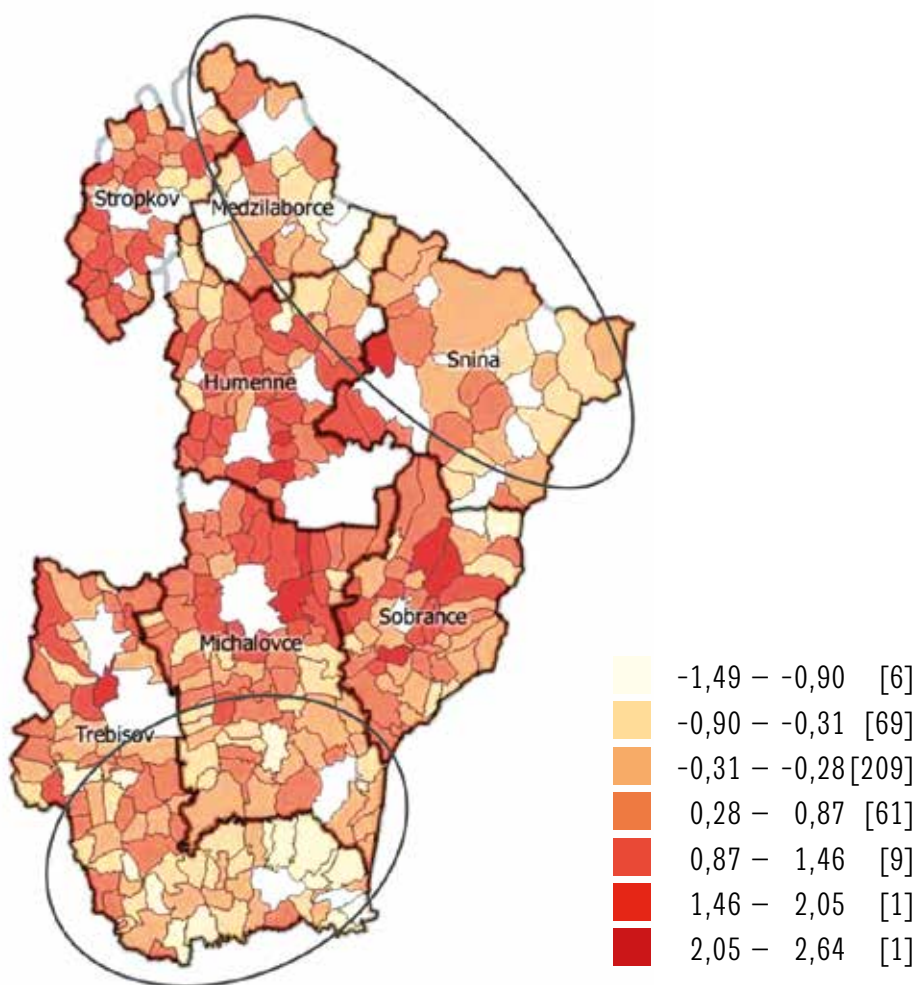 Stropkov
Medzilaborce
Snina
Humenne
Sobrance
Michalovce
Trebisov
-1,49 – -0,90 [6]
-0,90 – -0,31 [69]
-0,31 – -0,28 [209]
0,28 – 0,87 [61]
0,87 – 1,46 [9]
1,46 – 2,05 [1]
2,05 – 2,64 [1]